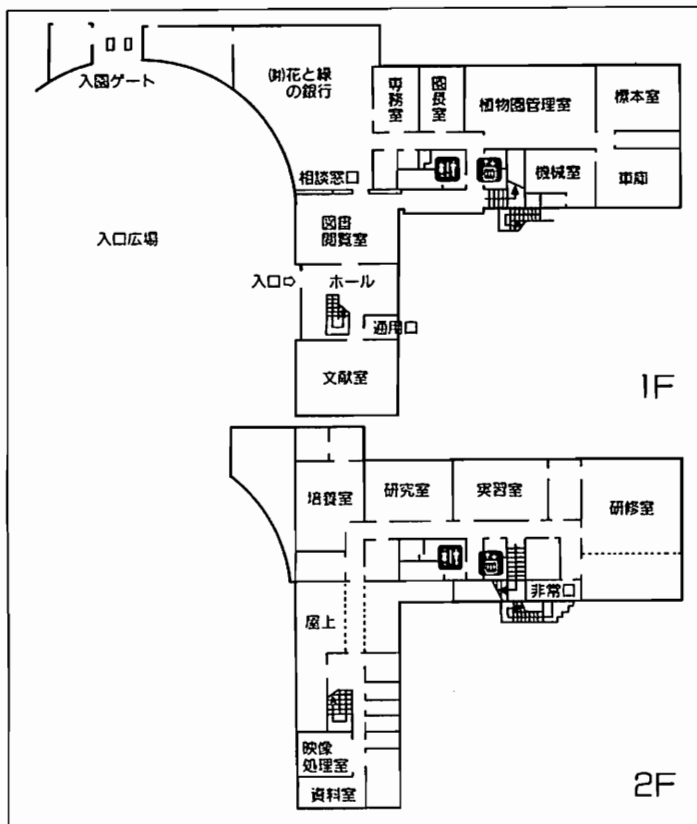 入園ゲート
㈶花と緑
の銀行
専務室
園長室
植物園管理室
標本室
相談窓口
機械室
車庫
図書
閲覧室
入口広場
入口⇨
ホール
通用口
文献室
1F
培養室
研究室
実習室
研修室
非常口
屋上
映像
処理室
資料室
2F